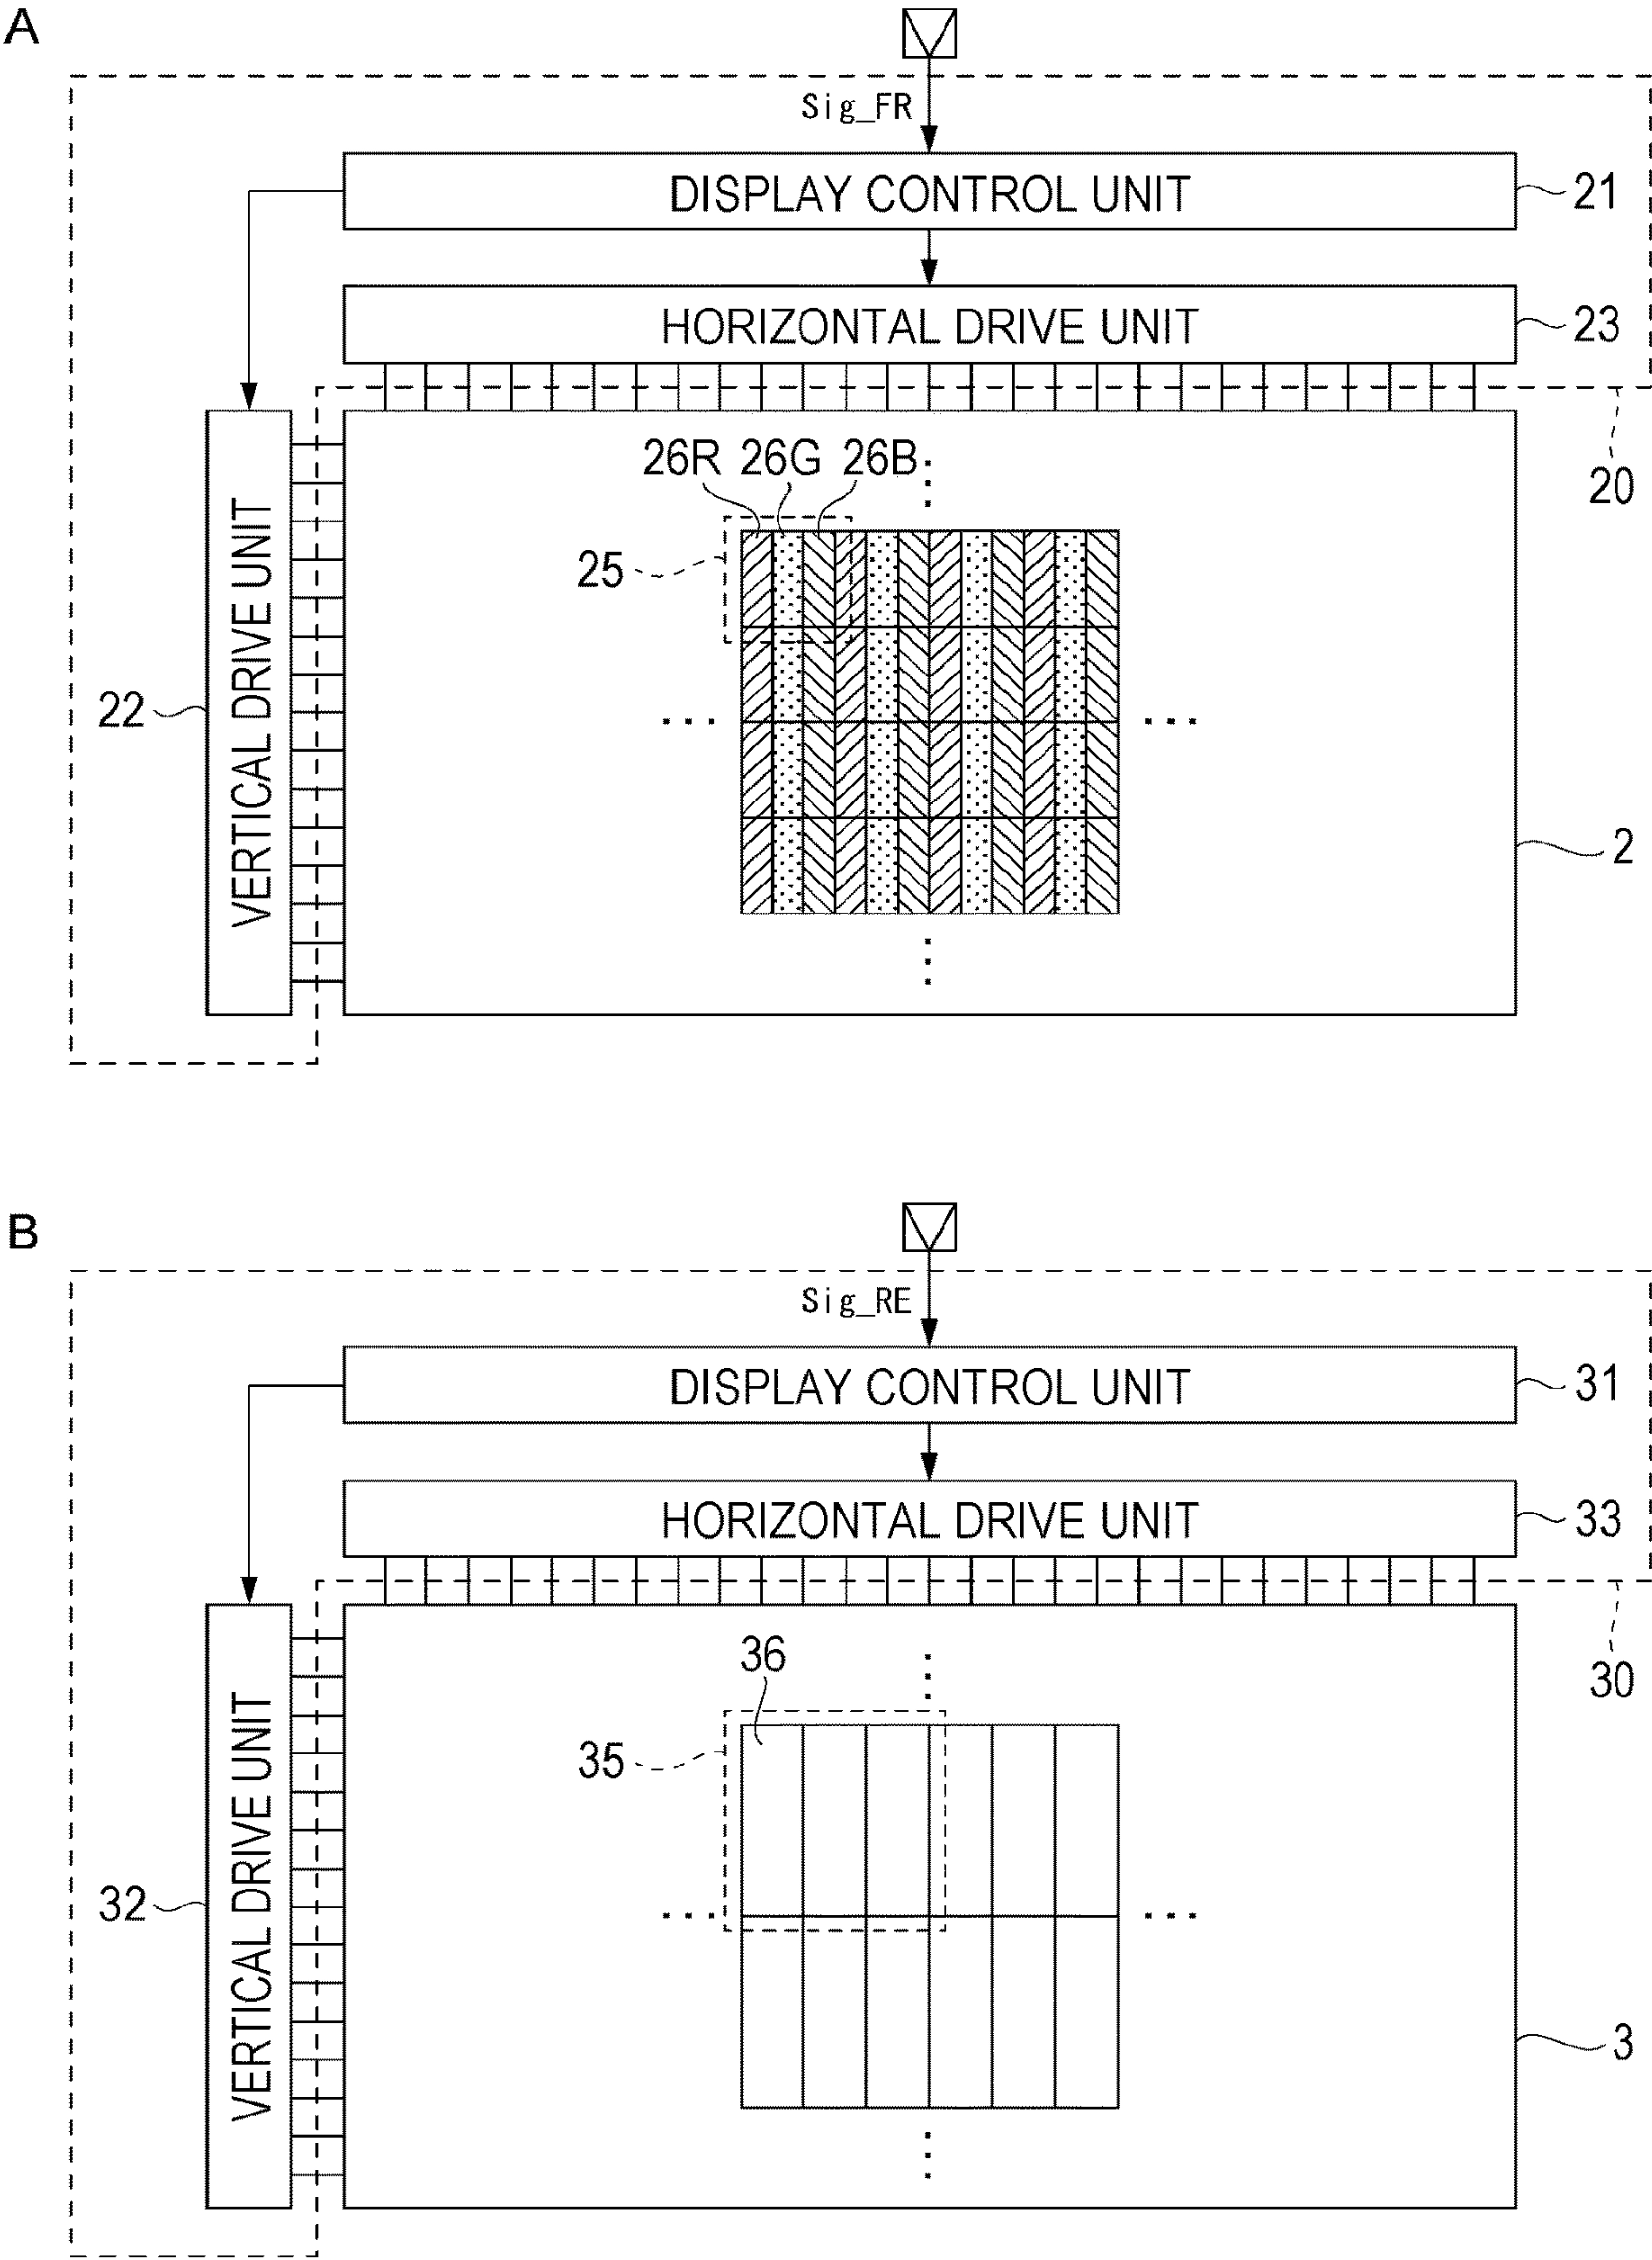 A
Sig_FR
DISPLAY CONTROL UNIT
21
HORIZONTAL DRIVE UNIT
23
20
26R 26G 26B
25
VERTICAL DRIVE UNIT
22
2
B
Sig_RE
DISPLAY CONTROL UNIT
31
HORIZONTAL DRIVE UNIT
33
30
36
35
VERTICAL DRIVE UNIT
32
3